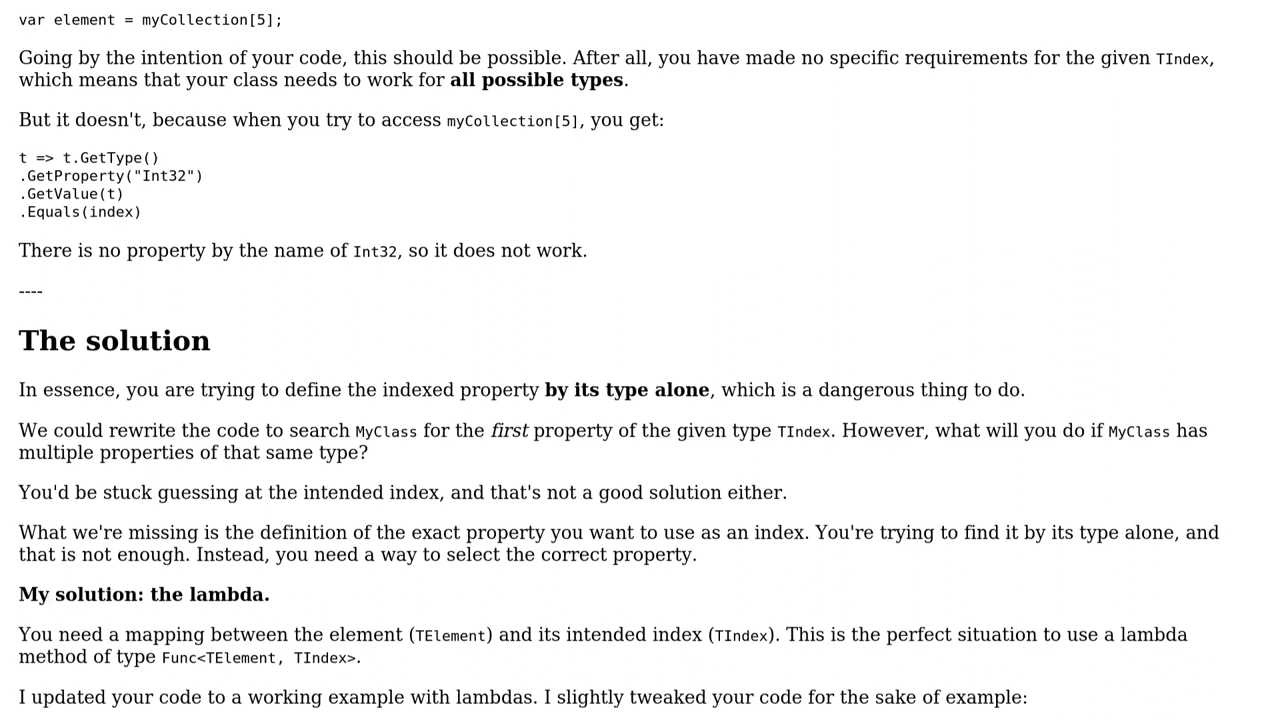 var element = myCollection[5];
Going by the intention of your code, this should be possible. After all, you have made no specific requirements for the given TIndex,
which means that your class needs to work for all possible types.
But it doesn't, because when you try to access myCollection[5], you get:
t => t.GetType()
.GetProperty("Int32")
.GetValue(t)
.Equals(index)
There is no property by the name of Int32, so it does not work.
----
The solution
In essence, you are trying to define the indexed property by its type alone, which is a dangerous thing to do.
We could rewrite the code to search MyClass for the first property of the given type TIndex. However, what will you do if MyClass has
multiple properties of that same type?
You'd be stuck guessing at the intended index, and that's not a good solution either.
What we're missing is the definition of the exact property you want to use as an index. You're trying to find it by its type alone, and
that is not enough. Instead, you need a way to select the correct property.
My solution: the lambda.
You need a mapping between the element (TElement) and its intended index (TIndex). This is the perfect situation to use a lambda
method of type Func<TElement, TIndex>.
I updated your code to a working example with lambdas. I slightly tweaked your code for the sake of example: